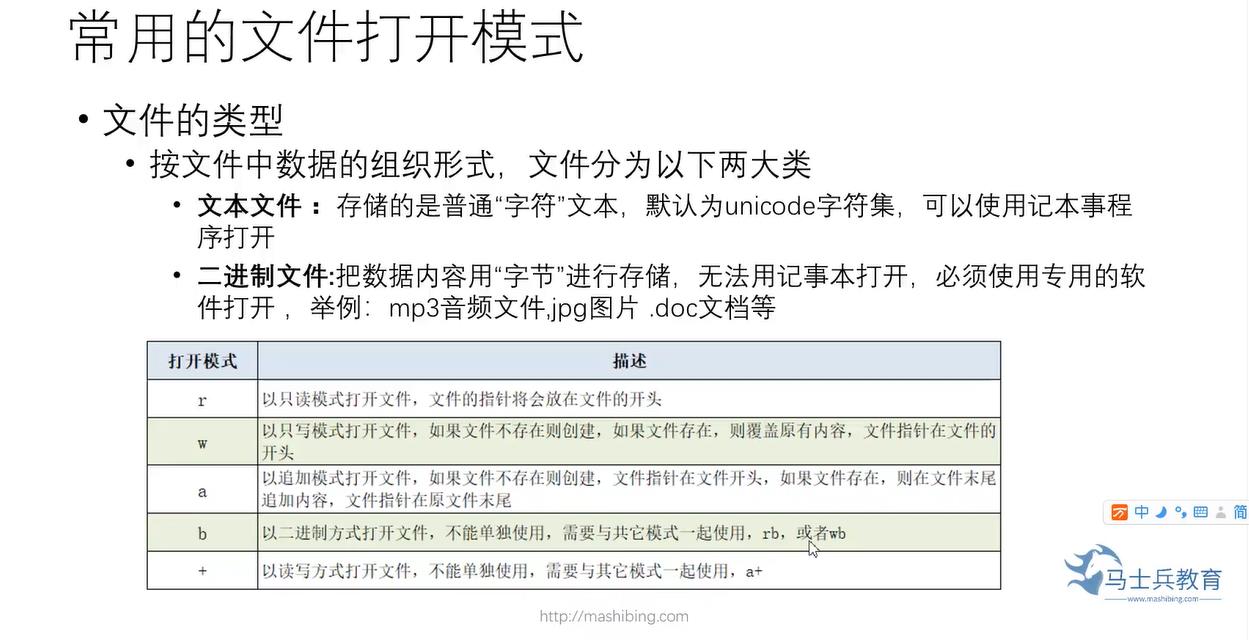 常用的文件打开模式
• 文件的类型
• 按文件中数据的组织形式，文件分为以下两大类
• 文本文件 ：存储的是普通“字符”文本，默认为unicode字符集，可以使用记本事程
序打开
• 二进制文件:把数据内容用“字节”进行存储，无法用记事本打开，必须使用专用的软
件打开 ，举例：mp3音频文件,jpg图片 .doc文档等
打开模式 描述
r 以只读模式打开文件，文件的指针将会放在文件的开头
w 以只写模式打开文件，如果文件不存在则创建，如果文件存在，则覆盖原有内容，文件指针在文件的
开头
a 以追加模式打开文件，如果文件不存在则创建，文件指针在文件开头，如果文件存在，则在文件末尾
追加内容，文件指针在原文件末尾
b 以二进制方式打开文件，不能单独使用，需要与共它模式一起使用，rb，或者wb
+ 以读写方式打开文件，不能单独使用，需要与其它模式一起使用，a+
中 简
马士兵教育
www.mashibing.com
http://mashibing.com